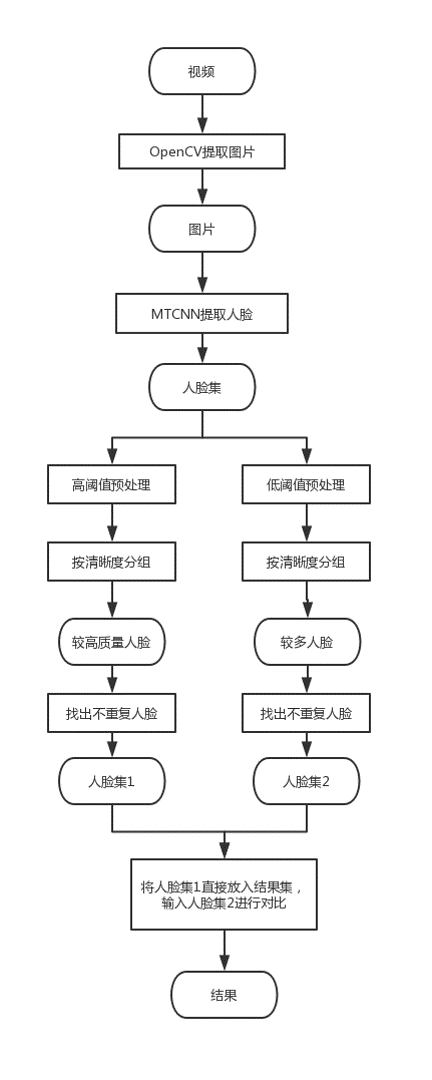 视频
OpenCV提取图片
图片
MTCNN提取人脸
人脸集
高阈值预处理
低阈值预处理
按清晰度分组
按清晰度分组
较高质量人脸
较多人脸
找出不重复人脸
找出不重复人脸
人脸集1
人脸集2
将人脸集1直接放入结果集，
输入人脸集2进行对比
结果